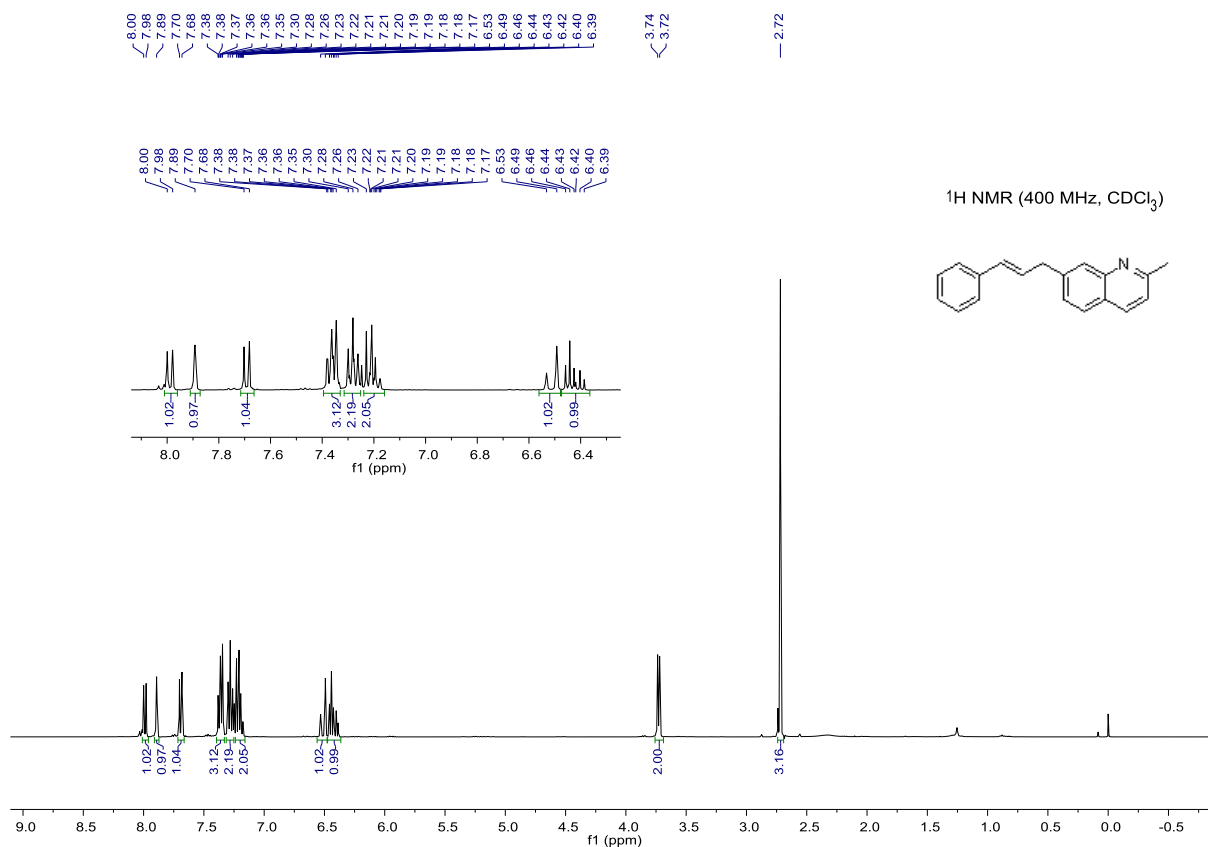 8.00 7.98 7.89 7.70 7.68 7.38 7.38 7.37 7.36 7.36 7.35 7.30 7.28 7.26 7.23 7.22 7.21 7.21 7.20 7.19 7.19 7.18 7.18 7.17 6.53 6.49 6.46 6.44 6.43 6.42 6.40 6.39 3.74 3.72 2.72
8.00 7.98 7.89 7.70 7.68 7.38 7.38 7.37 7.36 7.36 7.35 7.30 7.28 7.26 7.23 7.22 7.21 7.21 7.20 7.19 7.19 7.18 7.18 7.17 6.53 6.49 6.46 6.44 6.43 6.42 6.40 6.39
¹H NMR (400 MHz, CDCl₃)
N
1.02 0.97 1.04 3.12 2.19 2.05 1.02 0.99
8.0 7.8 7.6 7.4 7.2 7.0 6.8 6.6 6.4
f1 (ppm)
1.02 0.97 1.04 3.12 2.19 2.05 1.02 0.99 2.00 3.16
9.0 8.5 8.0 7.5 7.0 6.5 6.0 5.5 5.0 4.5 4.0 3.5 3.0 2.5 2.0 1.5 1.0 0.5 0.0 -0.5
f1 (ppm)